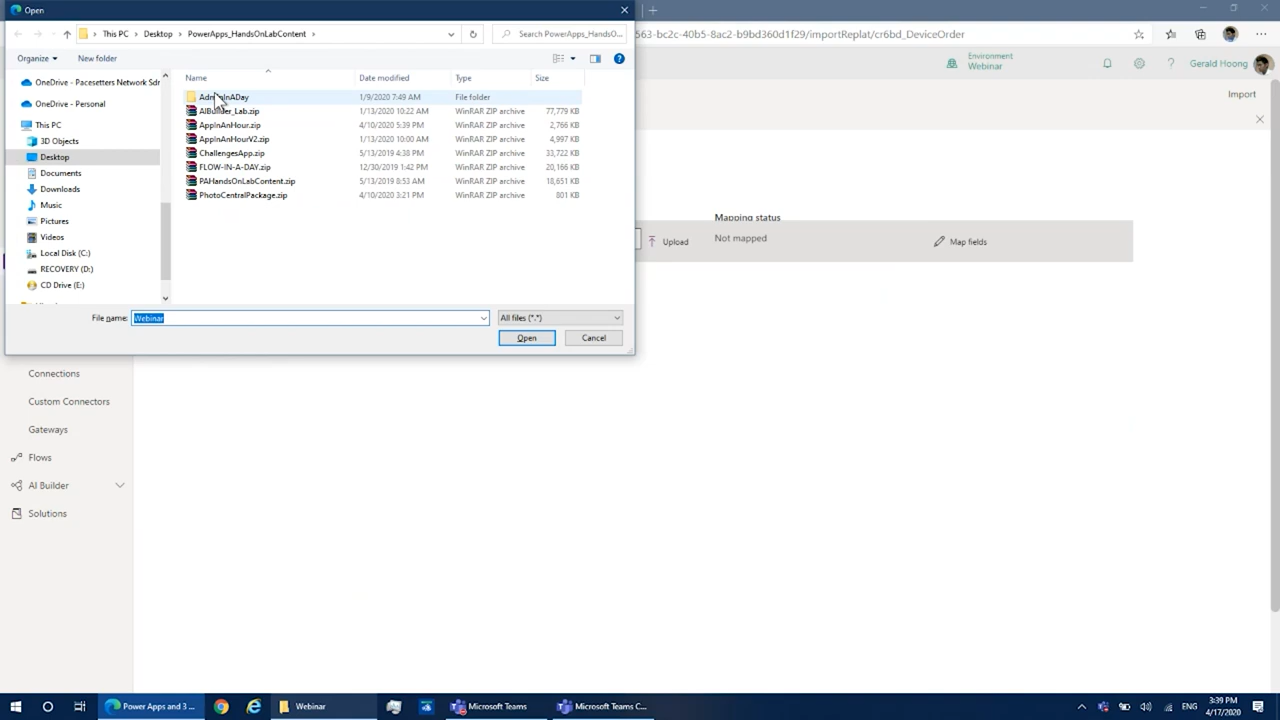 Open
563-bc2c-40b5-8ac2-b9bd360d1f29/importReplat/cr6bd_DeviceOrder
This PC > Desktop > PowerApps_HandsOnLabContent >
Search PowerApps_HandsO...
Organize
New folder
Environment
Webinar
Gerald Hoong
Import
Name Date modified Type Size
OneDrive - Pacesetters Network Sdn
OneDrive - Personal
This PC
3D Objects
Desktop
Documents
Downloads
Music
Pictures
Videos
Local Disk (C:)
RECOVERY (D:)
CD Drive (E:)
AdminInADay 1/9/2020 7:49 AM File folder
AIBuilder_Lab.zip 1/13/2020 10:22 AM WinRAR ZIP archive 77,779 KB
AppInAnHour.zip 4/10/2020 5:39 PM WinRAR ZIP archive 2,766 KB
AppInAnHourV2.zip 1/13/2020 10:00 AM WinRAR ZIP archive 4,997 KB
ChallengesApp.zip 5/13/2019 4:38 PM WinRAR ZIP archive 33,722 KB
FLOW-IN-A-DAY.zip 12/30/2019 1:42 PM WinRAR ZIP archive 20,166 KB
PAHandsOnLabContent.zip 5/13/2019 8:53 AM WinRAR ZIP archive 18,651 KB
PhotoCentralPackage.zip 4/10/2020 3:21 PM WinRAR ZIP archive 801 KB
File name: Webinar
All files (*.*)
Open Cancel
Mapping status
Upload
Not mapped
Map fields
Connections
Custom Connectors
Gateways
Flows
AI Builder
Solutions
Power Apps and 3 ...
Webinar
Microsoft Teams
Microsoft Teams C...
ENG
3:39 PM
4/17/2020